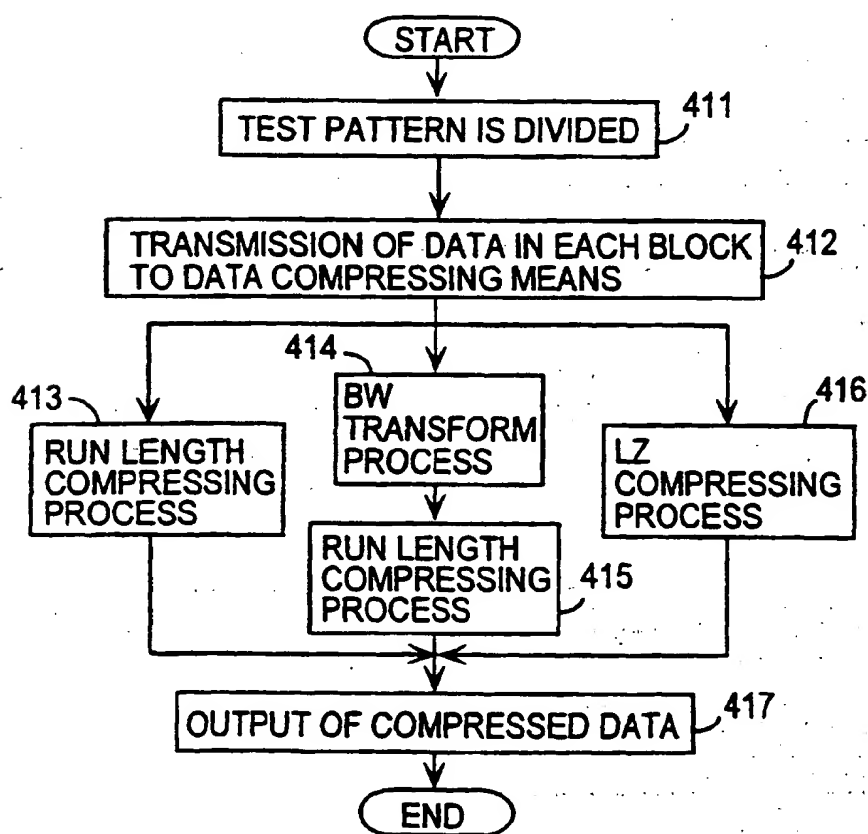 START
TEST PATTERN IS DIVIDED
411
TRANSMISSION OF DATA IN EACH BLOCK
TO DATA COMPRESSING MEANS
412
413
RUN LENGTH
COMPRESSING
PROCESS
414
BW
TRANSFORM
PROCESS
RUN LENGTH
COMPRESSING
PROCESS
415
416
LZ
COMPRESSING
PROCESS
OUTPUT OF COMPRESSED DATA
417
END